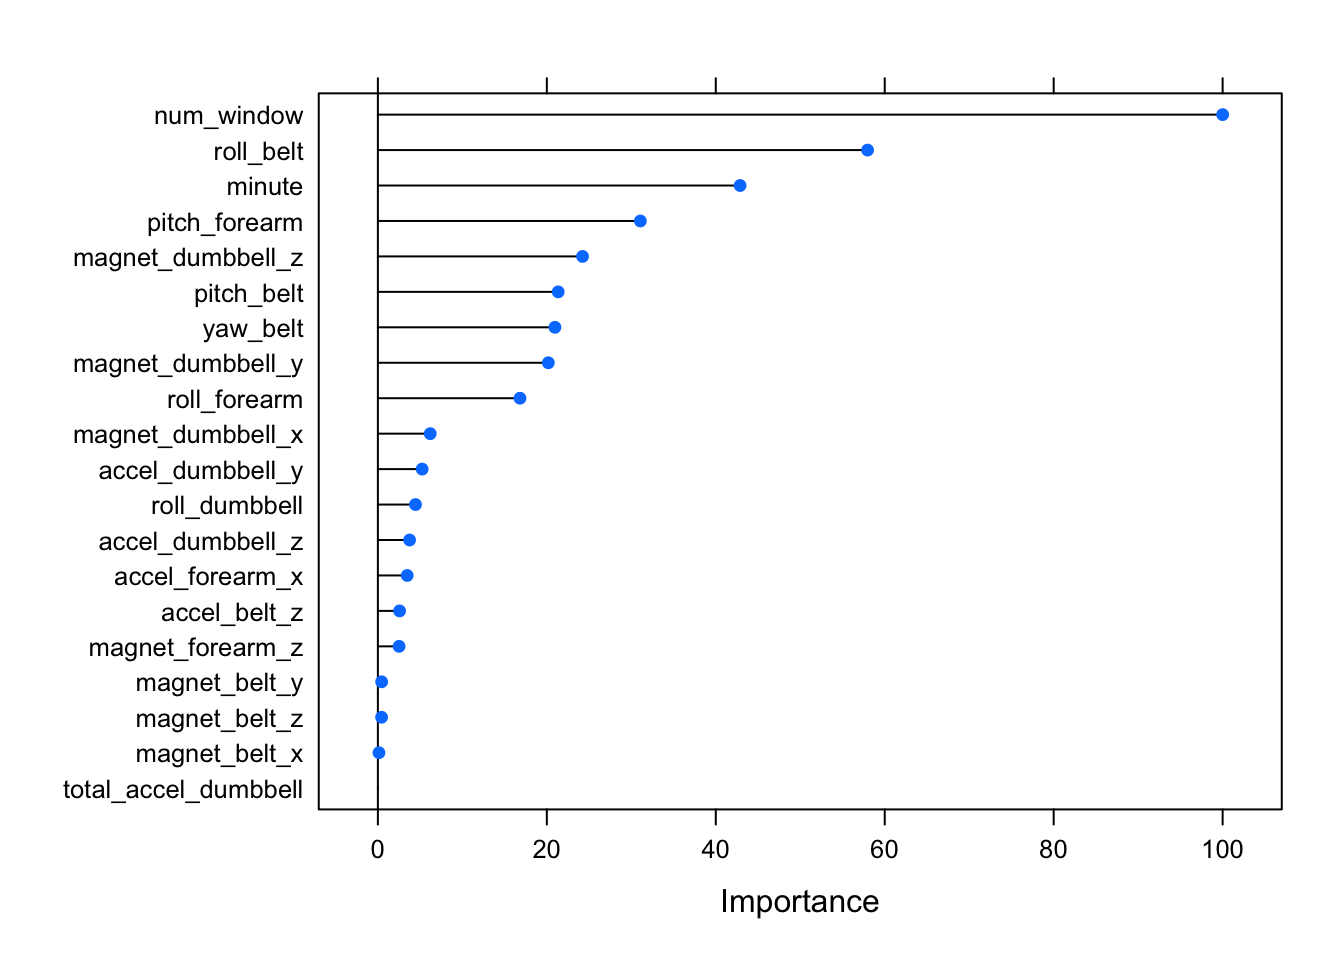 num_window
roll_belt
minute
pitch_forearm
magnet_dumbbell_z
pitch_belt
yaw_belt
magnet_dumbbell_y
roll_forearm
magnet_dumbbell_x
accel_dumbbell_y
roll_dumbbell
accel_dumbbell_z
accel_forearm_x
accel_belt_z
magnet_forearm_z
magnet_belt_y
magnet_belt_z
magnet_belt_x
total_accel_dumbbell
0 20 40 60 80 100
Importance